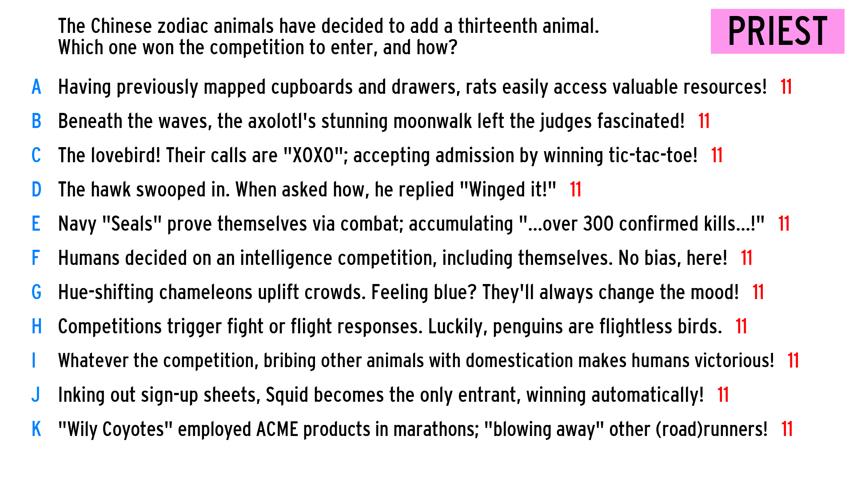 The Chinese zodiac animals have decided to add a thirteenth animal.
Which one won the competition to enter, and how?
PRIEST
A Having previously mapped cupboards and drawers, rats easily access valuable resources! 11
B Beneath the waves, the axolotl's stunning moonwalk left the judges fascinated! 11
C The lovebird! Their calls are "XOXO"; accepting admission by winning tic-tac-toe! 11
D The hawk swooped in. When asked how, he replied "Winged it!" 11
E Navy "Seals" prove themselves via combat; accumulating "...over 300 confirmed kills...!" 11
F Humans decided on an intelligence competition, including themselves. No bias, here! 11
G Hue-shifting chameleons uplift crowds. Feeling blue? They'll always change the mood! 11
H Competitions trigger fight or flight responses. Luckily, penguins are flightless birds. 11
I Whatever the competition, bribing other animals with domestication makes humans victorious! 11
J Inking out sign-up sheets, Squid becomes the only entrant, winning automatically! 11
K "Wily Coyotes" employed ACME products in marathons; "blowing away" other (road)runners! 11